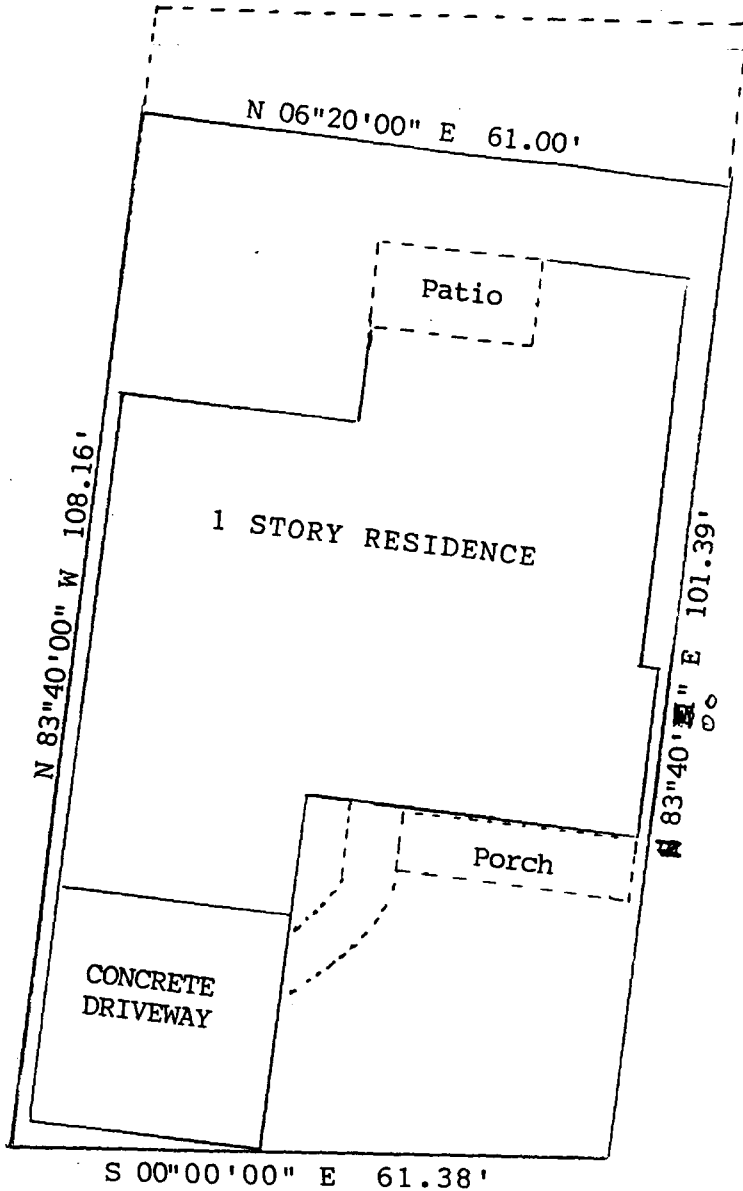 N 06"20'00" E 61.00'
Patio
N 83"40'00" W 108.16'
1 STORY RESIDENCE
83"40' " E 101.39'
00
Porch
CONCRETE
DRIVEWAY
S 00"00'00" E 61.38'